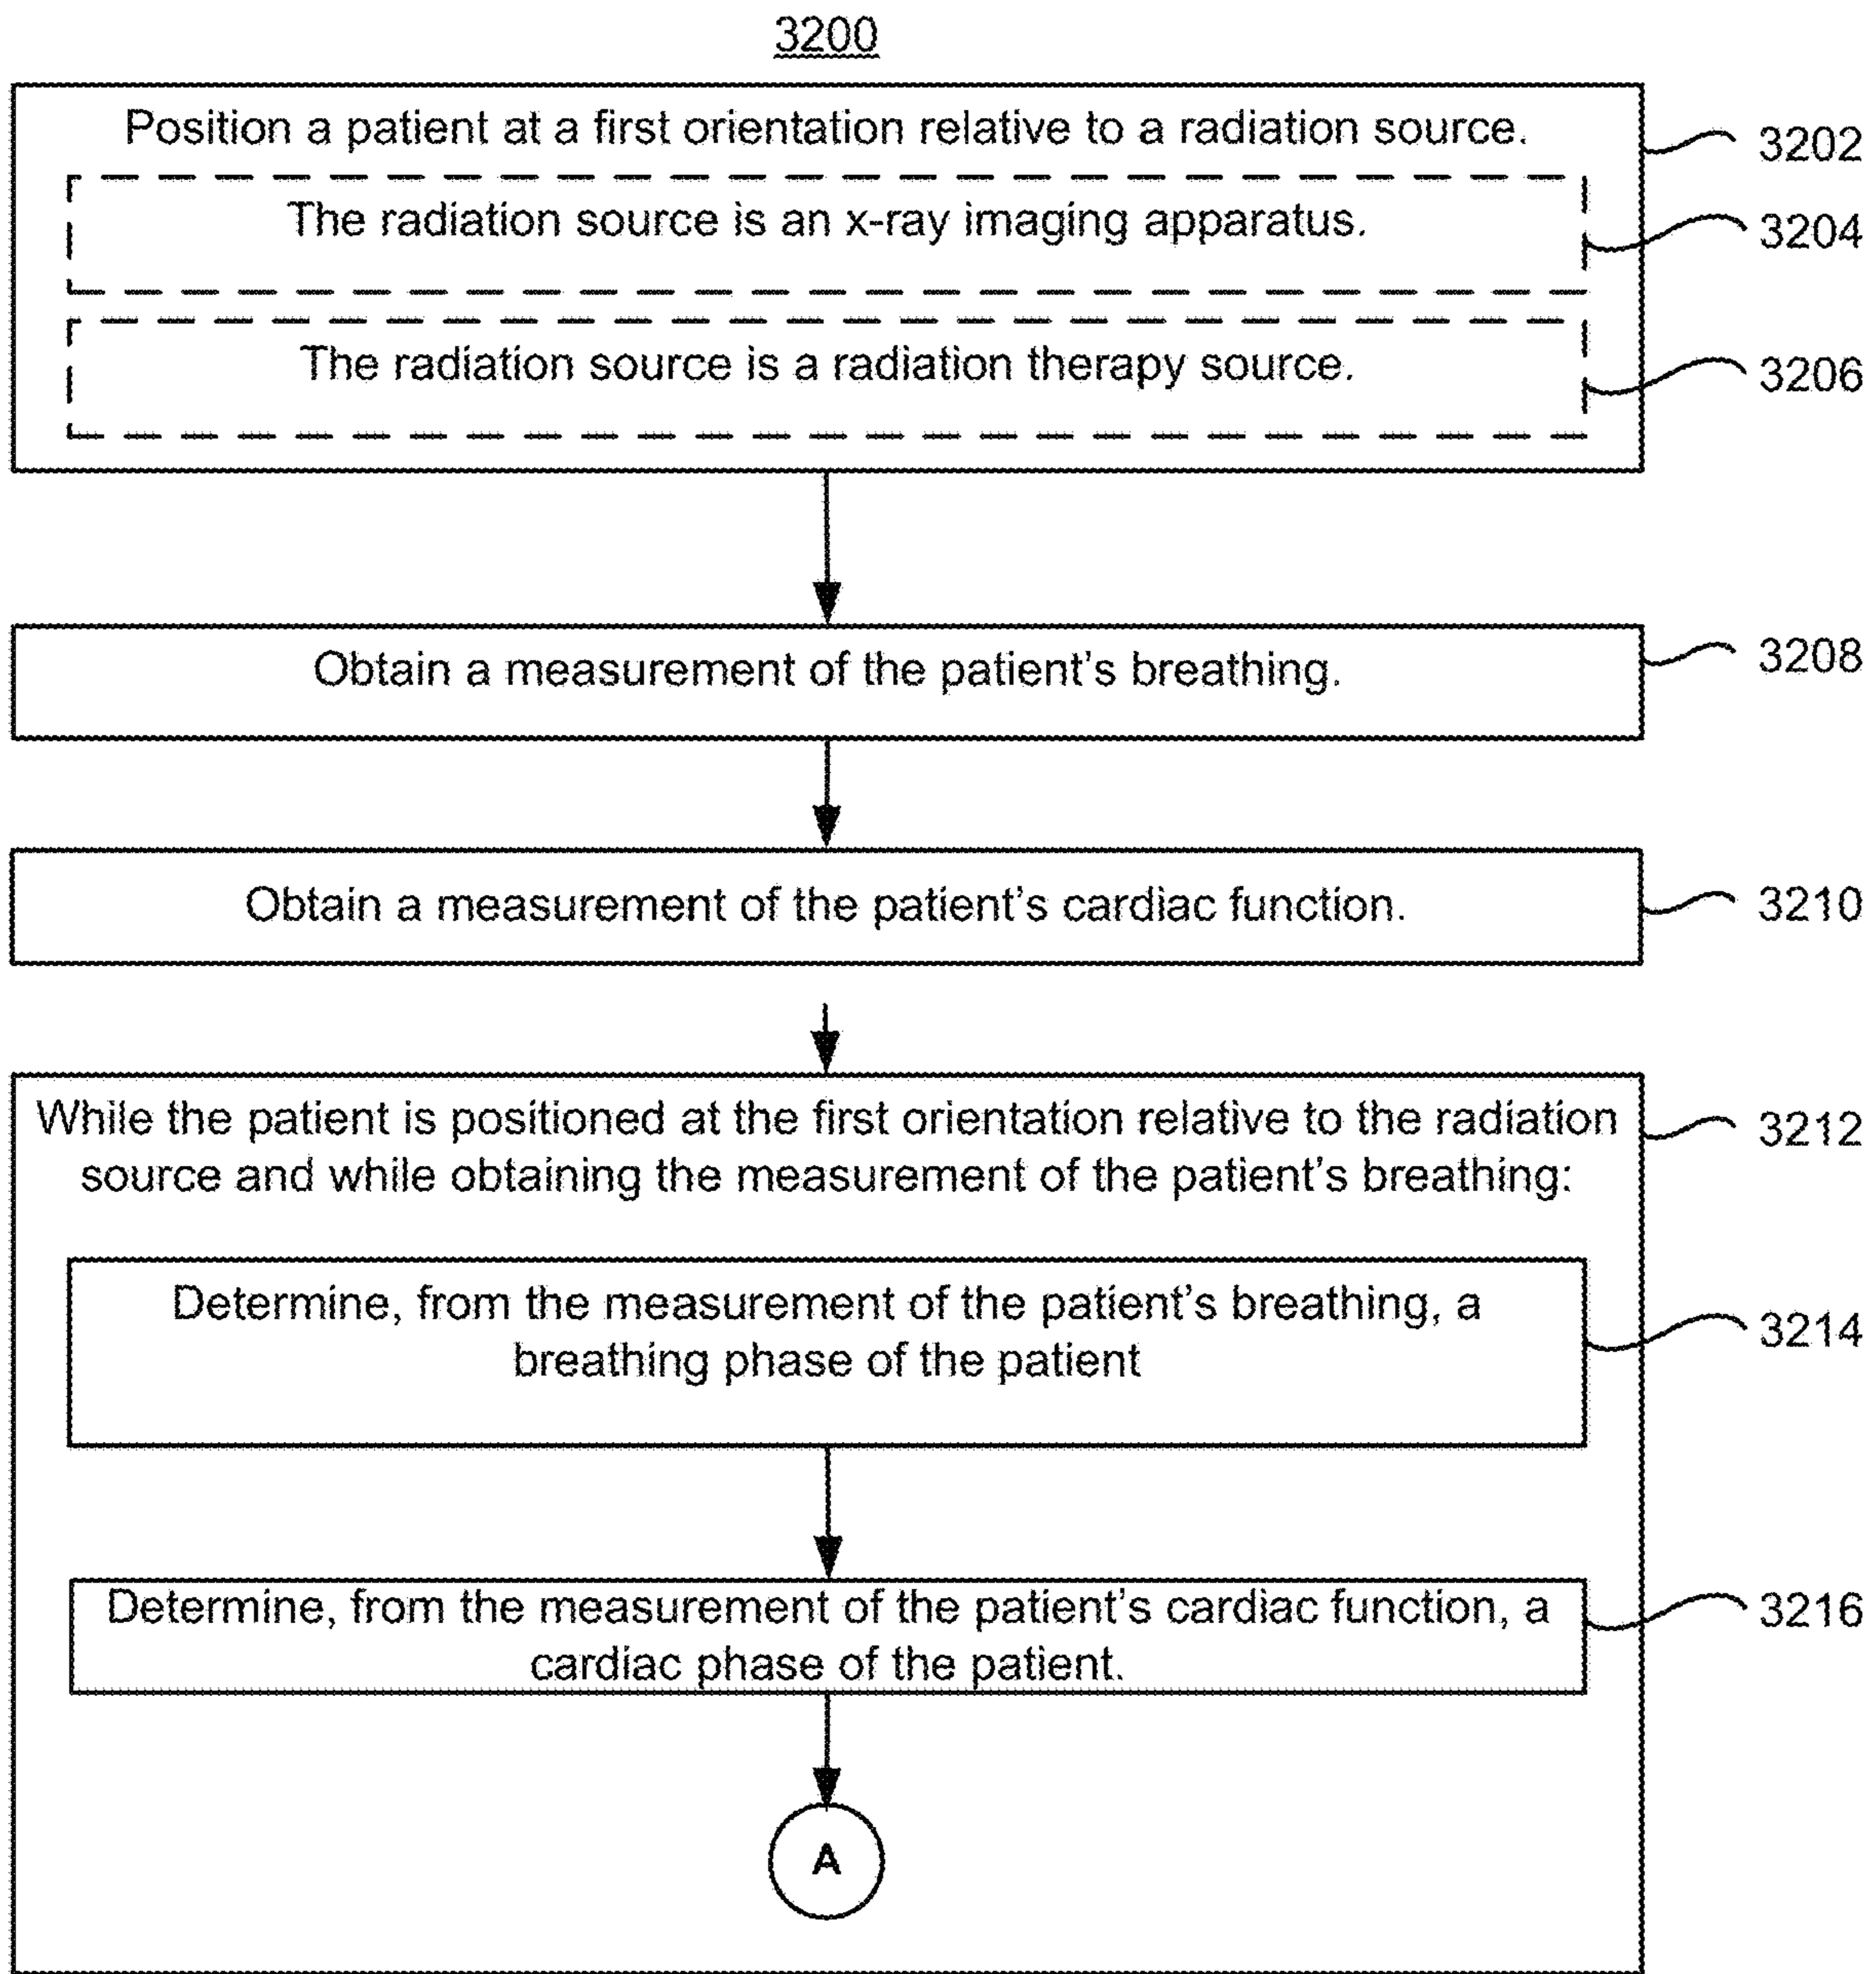 3200
Position a patient at a first orientation relative to a radiation source.
3202
The radiation source is an x-ray imaging apparatus.
3204
The radiation source is a radiation therapy source.
3206
Obtain a measurement of the patient's breathing.
3208
Obtain a measurement of the patient's cardiac function.
3210
While the patient is positioned at the first orientation relative to the radiation
source and while obtaining the measurement of the patient's breathing:
3212
Determine, from the measurement of the patient's breathing, a
breathing phase of the patient
3214
Determine, from the measurement of the patient's cardiac function, a
cardiac phase of the patient.
3216
A